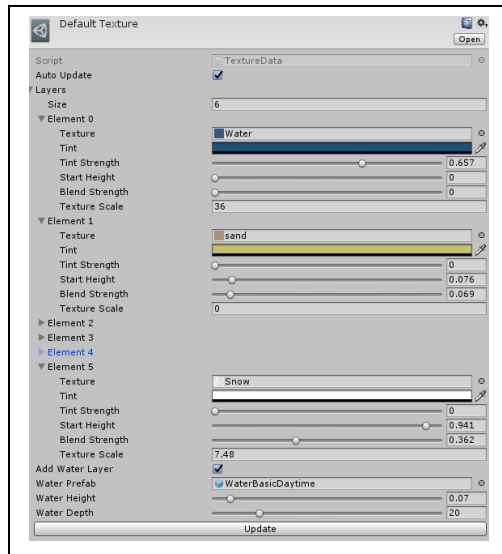 Default Texture
Open
Script TextureData
Auto Update
Layers
Size 6
Element 0
Texture Water
Tint
Tint Strength 0.657
Start Height 0
Blend Strength 0
Texture Scale 36
Element 1
Texture sand
Tint
Tint Strength 0
Start Height 0.076
Blend Strength 0.069
Texture Scale 0
Element 2
Element 3
Element 4
Element 5
Texture Snow
Tint
Tint Strength 0
Start Height 0.941
Blend Strength 0.362
Texture Scale 7.48
Add Water Layer
Water Prefab WaterBasicDaytime
Water Height 0.07
Water Depth 20
Update